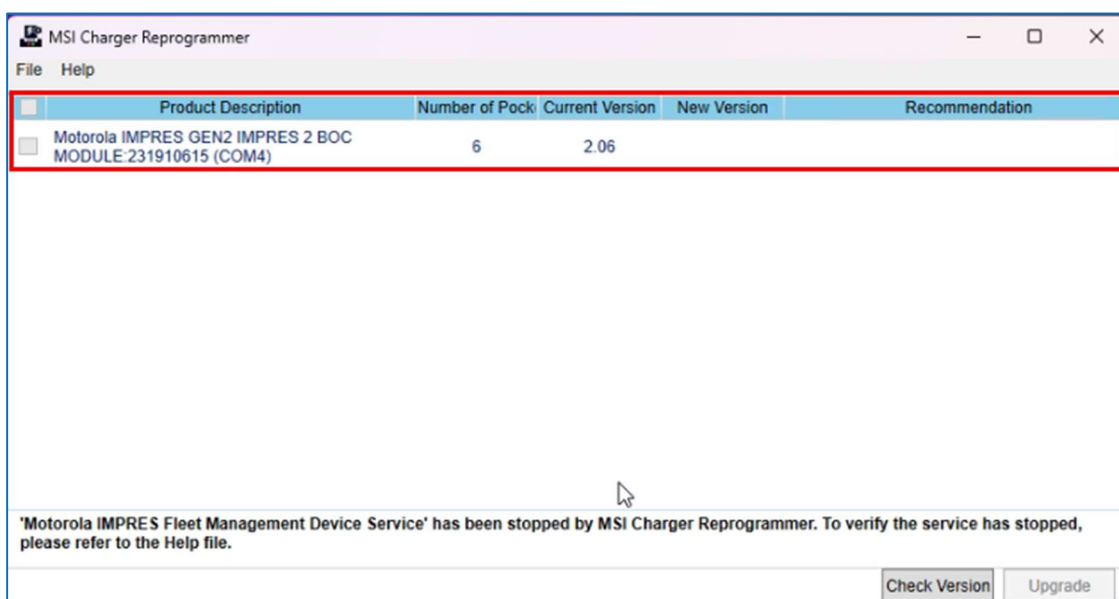 MSI Charger Reprogrammer
File Help
Product Description Number of Pock Current Version New Version Recommendation
Motorola IMPRES GEN2 IMPRES 2 BOC
MODULE:231910615 (COM4) 6 2.06
'Motorola IMPRES Fleet Management Device Service' has been stopped by MSI Charger Reprogrammer. To verify the service has stopped,
please refer to the Help file.
Check Version Upgrade